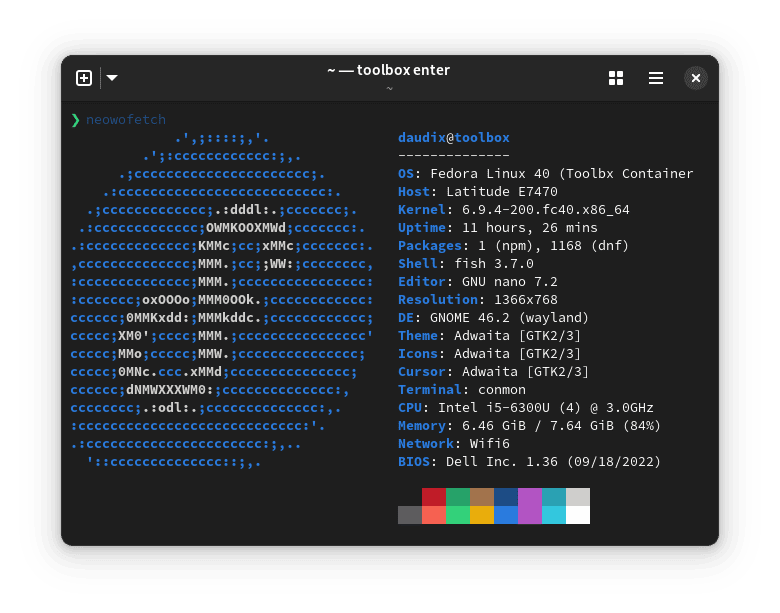 ~ — toolbox enter
~
❯ neowofetch
             .',;::::;,'.
         .';:cccccccccccc:;,.
      .;cccccccccccccccccccccc;.
    .:cccccccccccccccccccccccccc:.
  .;ccccccccccccc;.:dddl:.;ccccccc;.
 .:ccccccccccccc;OWMKOOXMWd;ccccccc:.
.:ccccccccccccc;KMMc;cc;xMMc;ccccccc:.
,cccccccccccccc;MMM.;cc;;WW:;cccccccc,
:cccccccccccccc;MMM.;cccccccccccccccc:
:ccccccc;oxOOOo;MMM0OOk.;cccccccccccc:
cccccc;0MMKxdd:;MMMkddc.;cccccccccccc;
ccccc;XM0';cccc;MMM.;cccccccccccccccc'
ccccc;MMo;ccccc;MMW.;ccccccccccccccc;
ccccc;0MNc.ccc.xMMd;ccccccccccccccc;
cccccc;dNMWXXXWM0:;cccccccccccccc:,
cccccccc;.:odl:.;cccccccccccccc:,.
:cccccccccccccccccccccccccccc:'.
.:cccccccccccccccccccccc:;,..
  '::cccccccccccccc::;,.
daudix@toolbox
--------------
OS: Fedora Linux 40 (Toolbx Container
Host: Latitude E7470
Kernel: 6.9.4-200.fc40.x86_64
Uptime: 11 hours, 26 mins
Packages: 1 (npm), 1168 (dnf)
Shell: fish 3.7.0
Editor: GNU nano 7.2
Resolution: 1366x768
DE: GNOME 46.2 (wayland)
Theme: Adwaita [GTK2/3]
Icons: Adwaita [GTK2/3]
Cursor: Adwaita [GTK2/3]
Terminal: conmon
CPU: Intel i5-6300U (4) @ 3.0GHz
Memory: 6.46 GiB / 7.64 GiB (84%)
Network: Wifi6
BIOS: Dell Inc. 1.36 (09/18/2022)